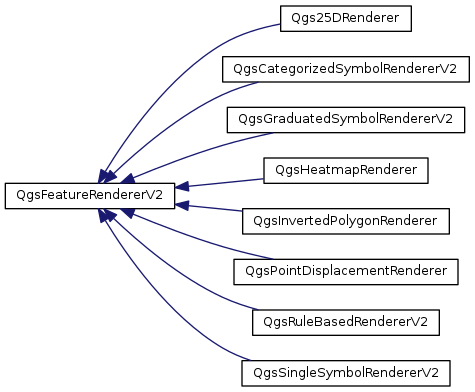 Qgs25DRenderer
QgsCategorizedSymbolRendererV2
QgsGraduatedSymbolRendererV2
QgsHeatmapRenderer
QgsFeatureRendererV2
QgsInvertedPolygonRenderer
QgsPointDisplacementRenderer
QgsRuleBasedRendererV2
QgsSingleSymbolRendererV2